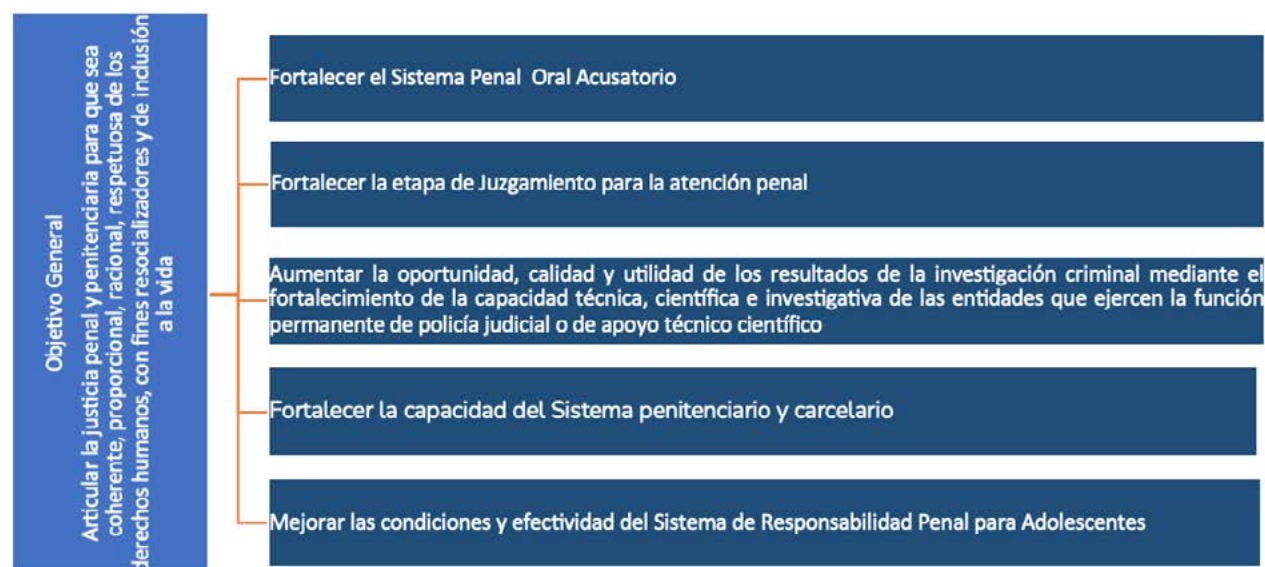 Objetivo General
Articular la justicia penal y penitenciaria para que sea
coherente, proporcional, racional, respetuosa de los
derechos humanos, con fines resocializadores y de inclusión
a la vida
Fortalecer el Sistema Penal Oral Acusatorio
Fortalecer la etapa de Juzgamiento para la atención penal
Aumentar la oportunidad, calidad y utilidad de los resultados de la investigación criminal mediante el
fortalecimiento de la capacidad técnica, científica e investigativa de las entidades que ejercen la función
permanente de policía judicial o de apoyo técnico científico
Fortalecer la capacidad del Sistema penitenciario y carcelario
Mejorar las condiciones y efectividad del Sistema de Responsabilidad Penal para Adolescentes